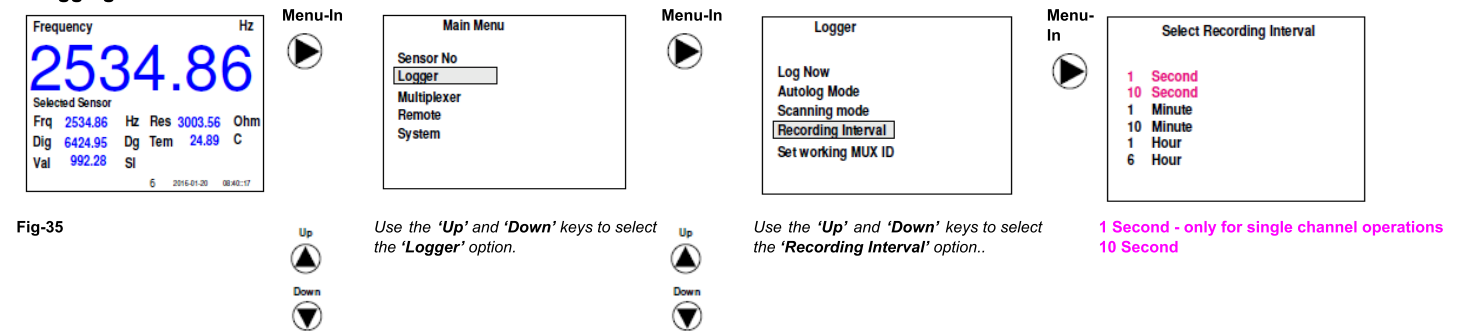 Menu-In
Frequency Hz
2534.86
Selected Sensor
Frq 2534.86 Hz Res 3003.56 Ohm
Dig 6424.95 Dg Tem 24.89 C
Val 992.28 SI
6 2016-01-20 08:40::17
Main Menu
Sensor No
Logger
Multiplexer
Remote
System
Menu-In
Logger
Log Now
Autolog Mode
Scanning mode
Recording Interval
Set working MUX ID
Menu-
In
Select Recording Interval
1 Second
10 Second
1 Minute
10 Minute
1 Hour
6 Hour
Fig-35
Up
Down
Use the ‘Up’ and ‘Down’ keys to select
the ‘Logger’ option.
Up
Down
Use the ‘Up’ and ‘Down’ keys to select
the ‘Recording Interval’ option..
1 Second - only for single channel operations
10 Second